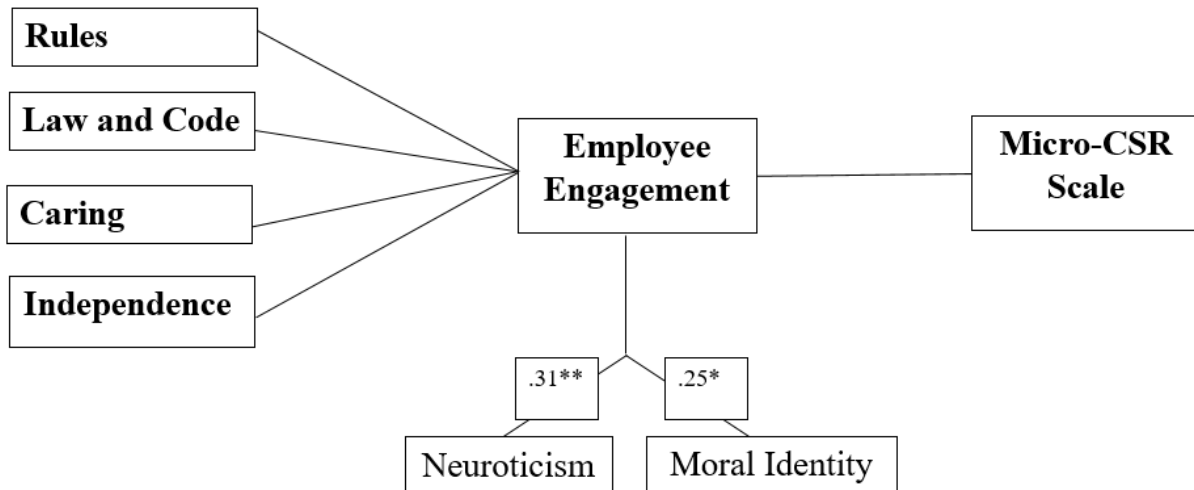 Rules
Law and Code
Caring
Independence
Employee
Engagement
Micro-CSR
Scale
.31**
.25*
Neuroticism
Moral Identity